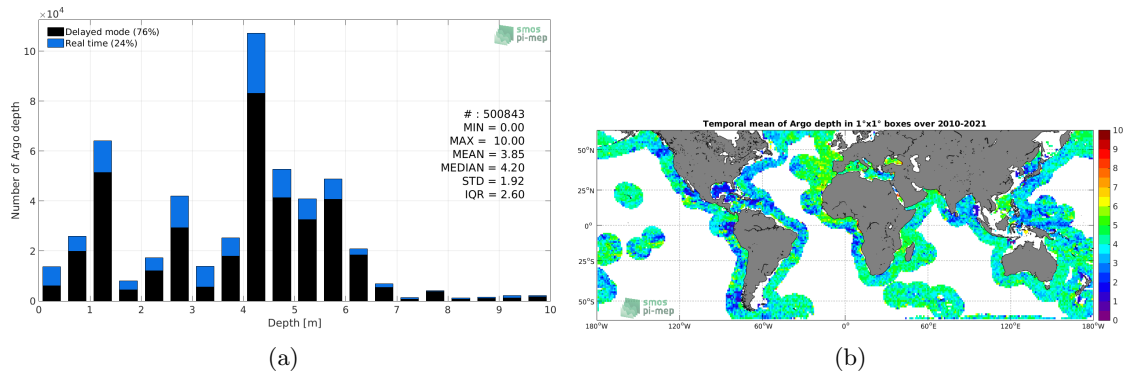 ×10⁴
Delayed mode (76%)
Real time (24%)
smos
pi-mep
10
8
6
4
2
0
Number of Argo depth
# : 500843
MIN = 0.00
MAX = 10.00
MEAN = 3.85
MEDIAN = 4.20
STD = 1.92
IQR = 2.60
0 1 2 3 4 5 6 7 8 9 10
Depth [m]
(a)
Temporal mean of Argo depth in 1°x1° boxes over 2010-2021
50°N
25°N
0°
25°S
50°S
180°W 120°W 60°W 0° 60°E 120°E 180°W
smos
pi-mep
10
9
8
7
6
5
4
3
2
1
0
(b)